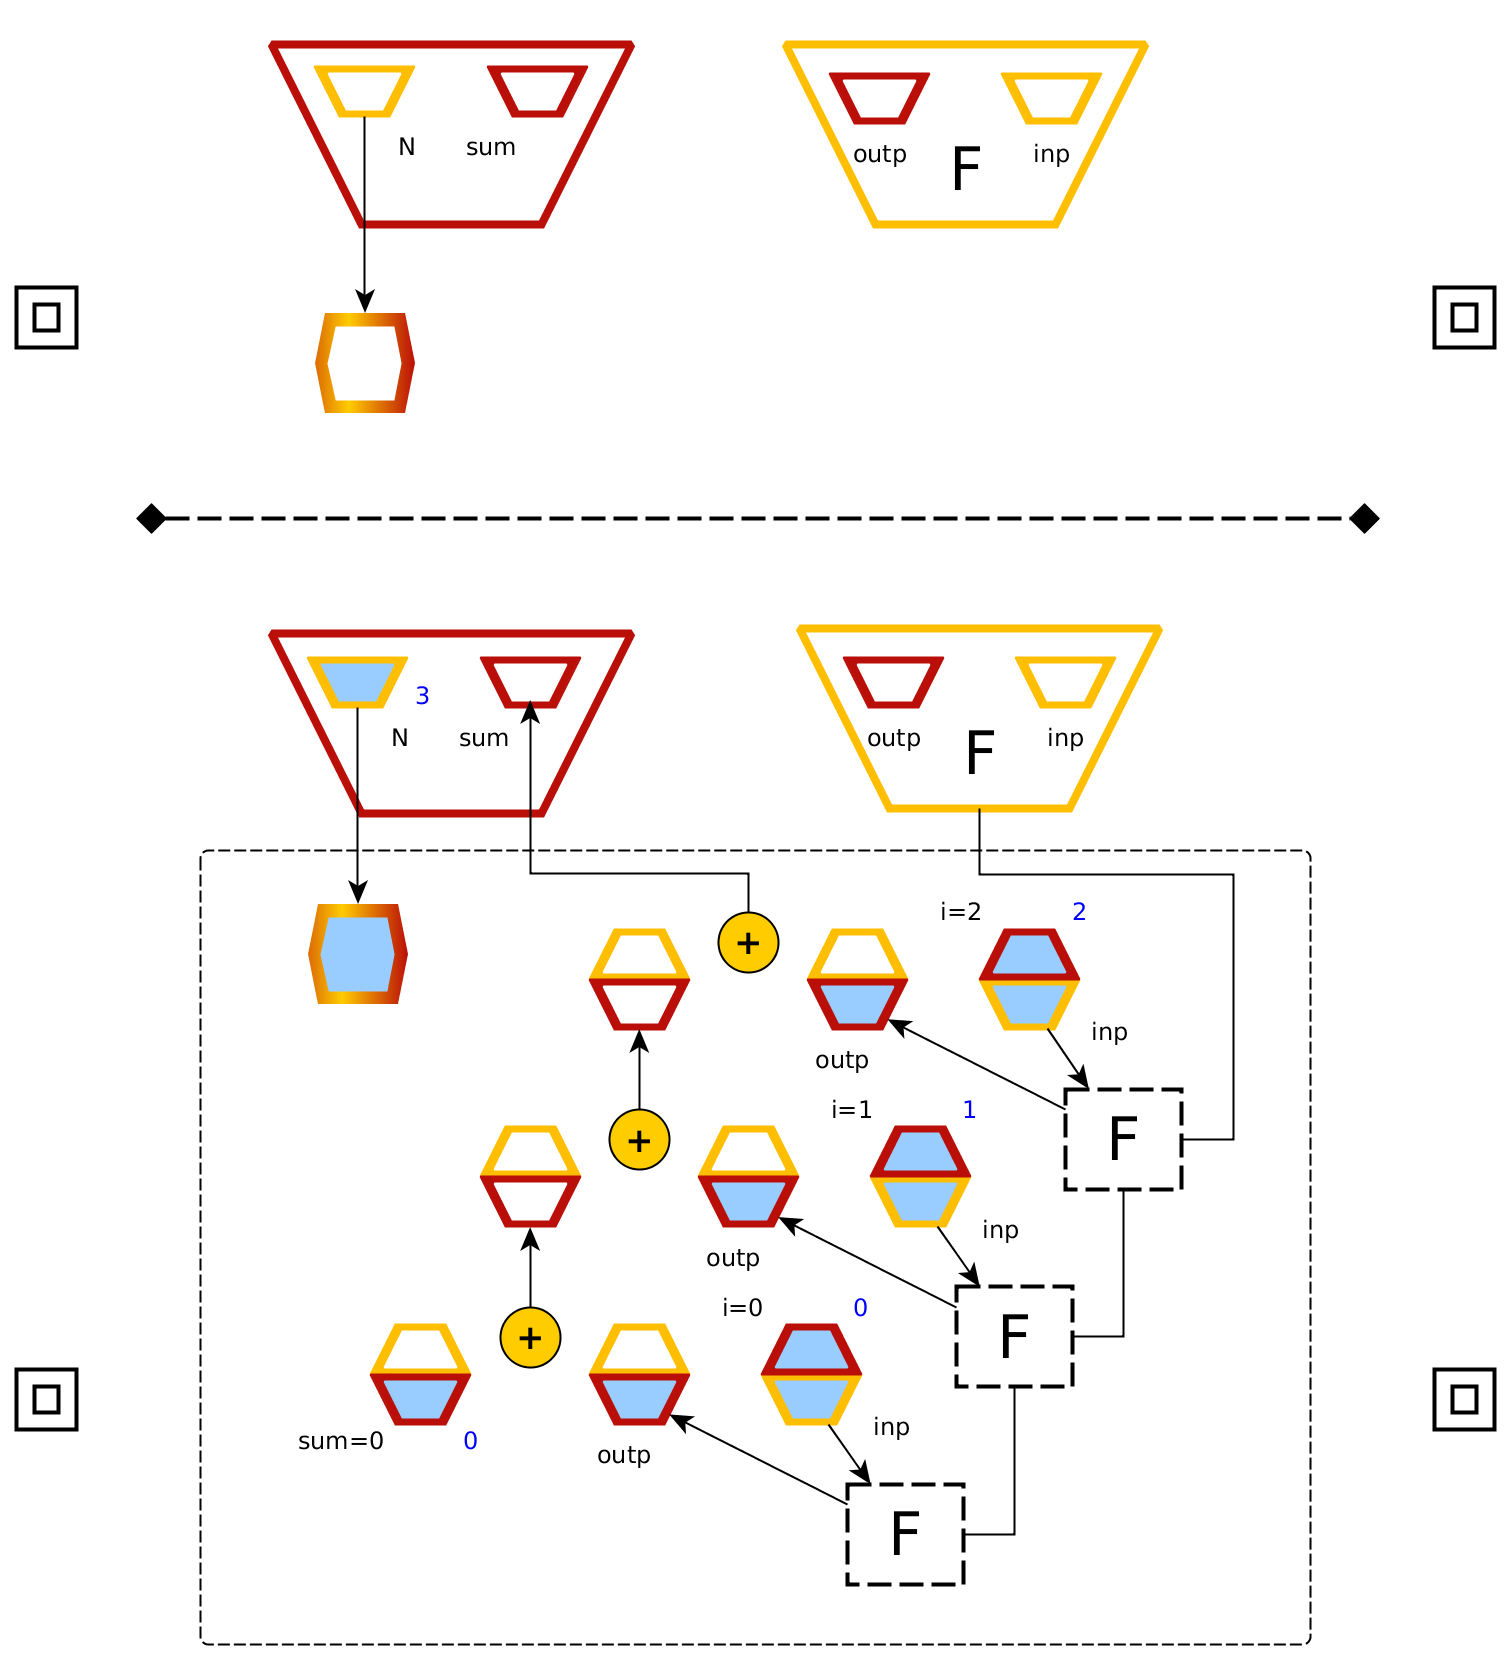 N sum
outp F inp
3
N sum
outp F inp
i=2 2
+
inp
outp
i=1 1
F
+
inp
outp
i=0 0
F
+
inp
sum=0 0
outp
F